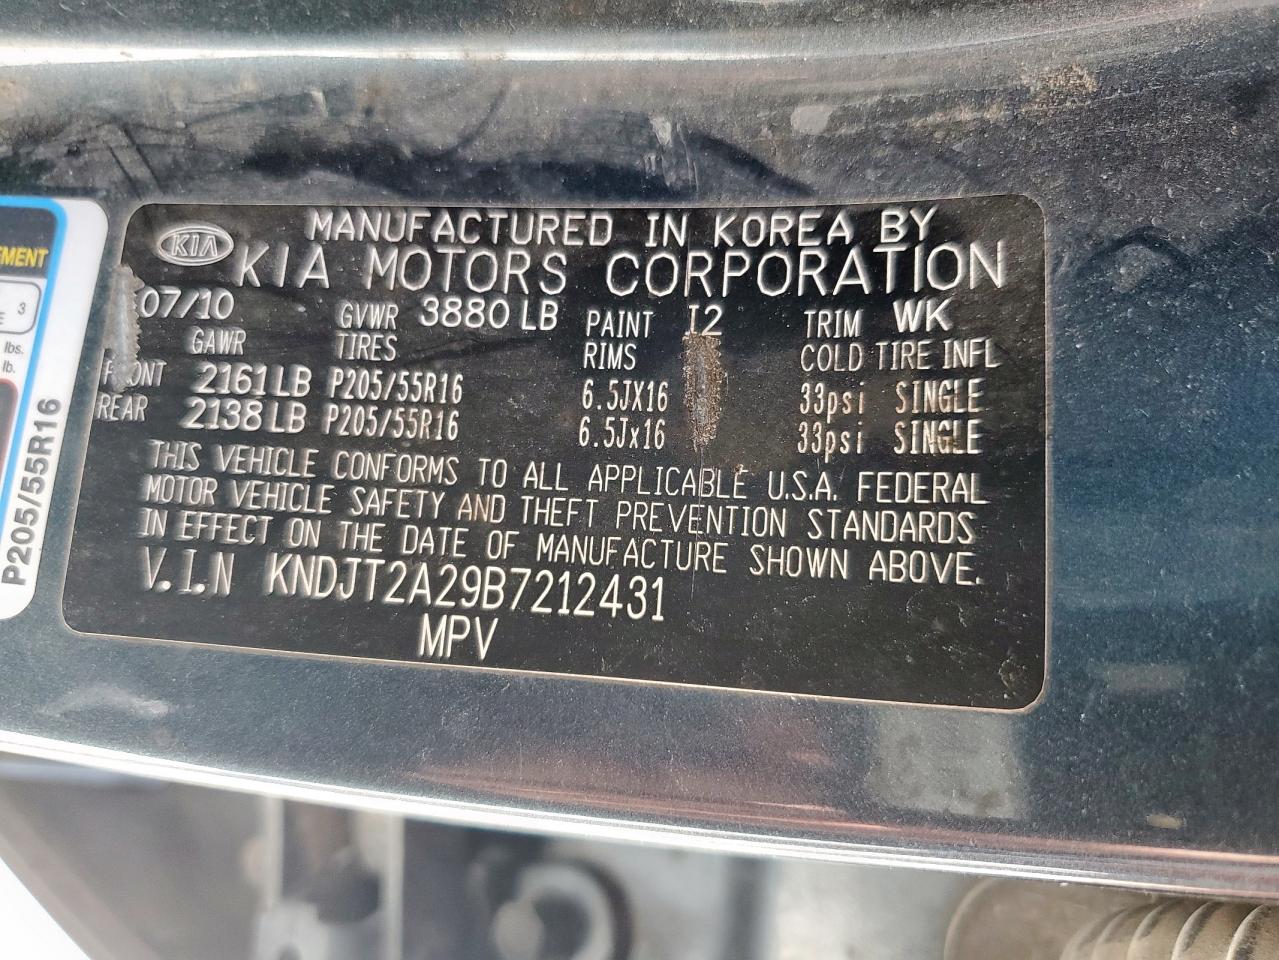 MANUFACTURED IN KOREA BY
KIA KIA MOTORS CORPORATION
07/10 GVWR 3880 LB PAINT I2 TRIM WK
GAWR TIRES RIMS COLD TIRE INFL
FRONT 2161 LB P205/55R16 6.5JX16 33psi SINGLE
REAR 2138 LB P205/55R16 6.5Jx16 33psi SINGLE
THIS VEHICLE CONFORMS TO ALL APPLICABLE U.S.A. FEDERAL
MOTOR VEHICLE SAFETY AND THEFT PREVENTION STANDARDS
IN EFFECT ON THE DATE OF MANUFACTURE SHOWN ABOVE.
V.I.N KNDJT2A29B7212431
MPV
3
lbs.
lb.
P205/55R16